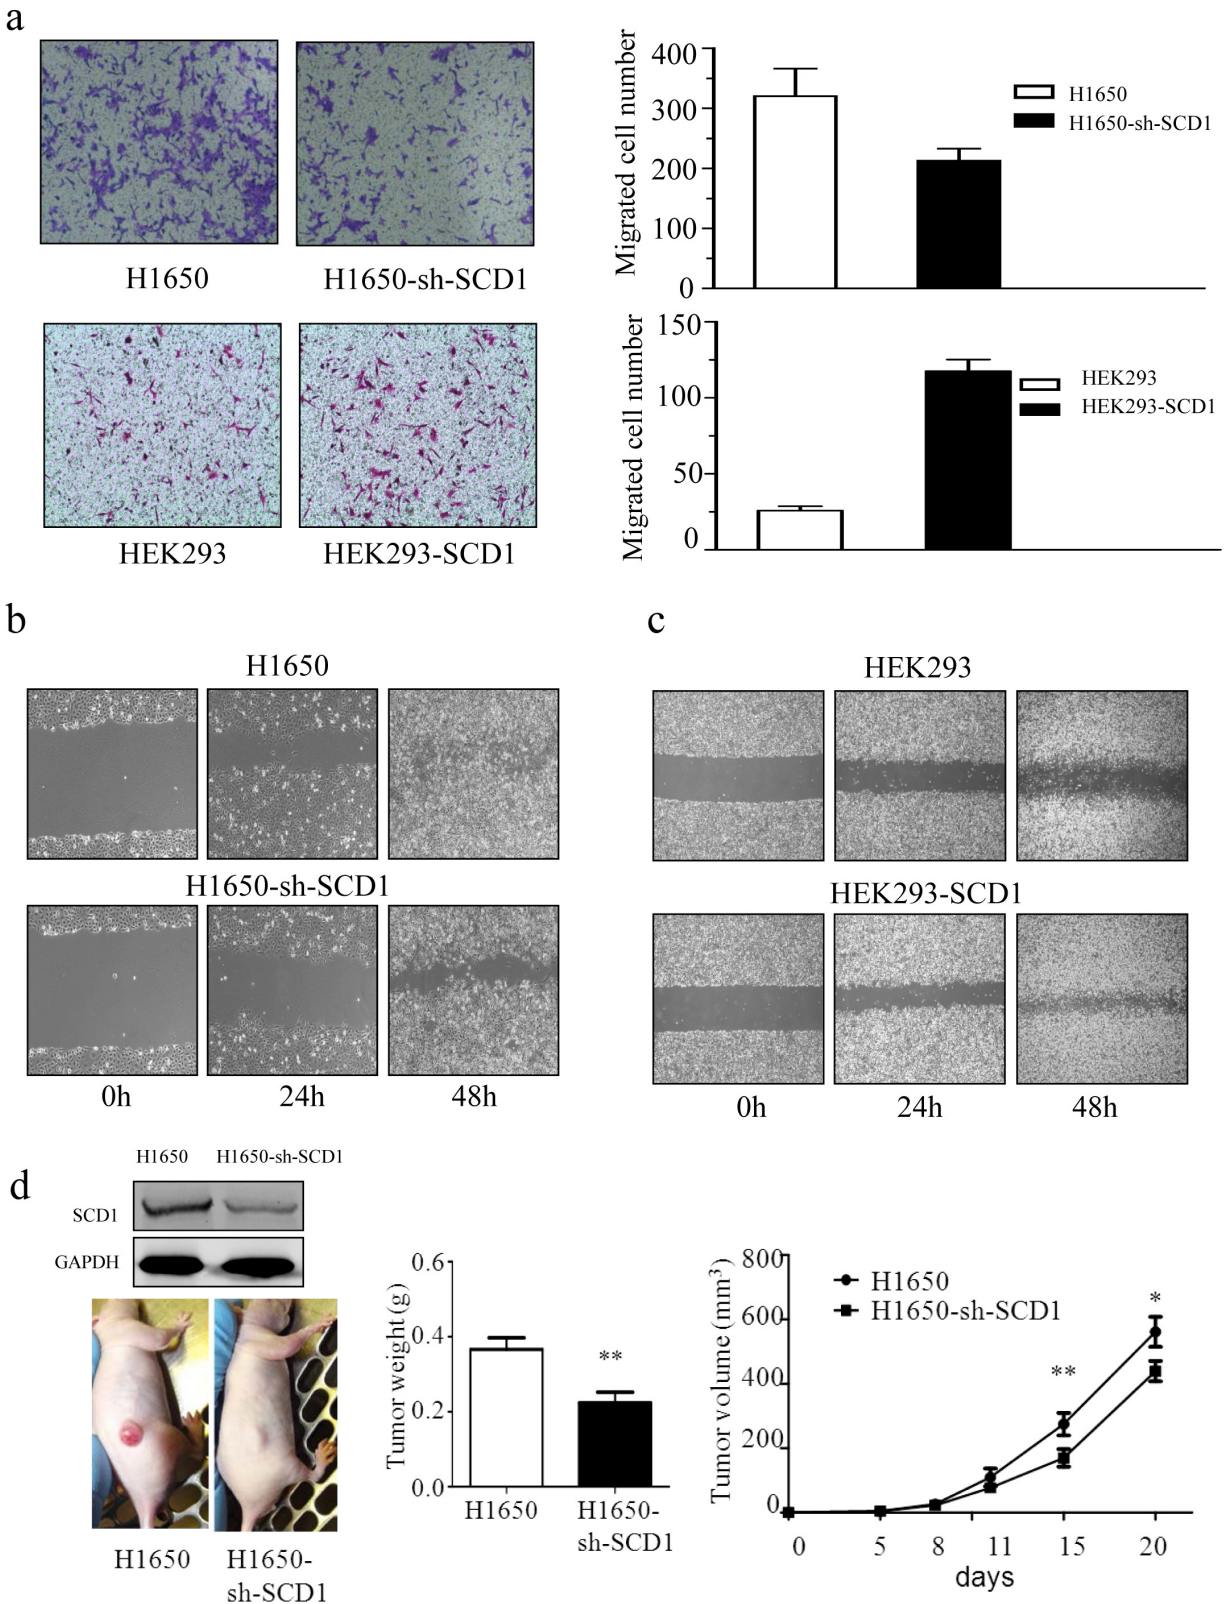 a
H1650
H1650-sh-SCD1
HEK293
HEK293-SCD1
Migrated cell number
400
300
200
100
0
H1650
H1650-sh-SCD1
Migrated cell number
150
100
50
0
HEK293
HEK293-SCD1
b
H1650
H1650-sh-SCD1
0h 24h 48h
c
HEK293
HEK293-SCD1
0h 24h 48h
d
H1650 H1650-sh-SCD1
SCD1
GAPDH
H1650
H1650-
sh-SCD1
Tumor weight (g)
0.6
0.4
0.2
0.0
**
H1650
H1650-
sh-SCD1
Tumor volume (mm³)
800
600
400
200
0
H1650
H1650-sh-SCD1
**
*
0 5 8 11 15 20
days